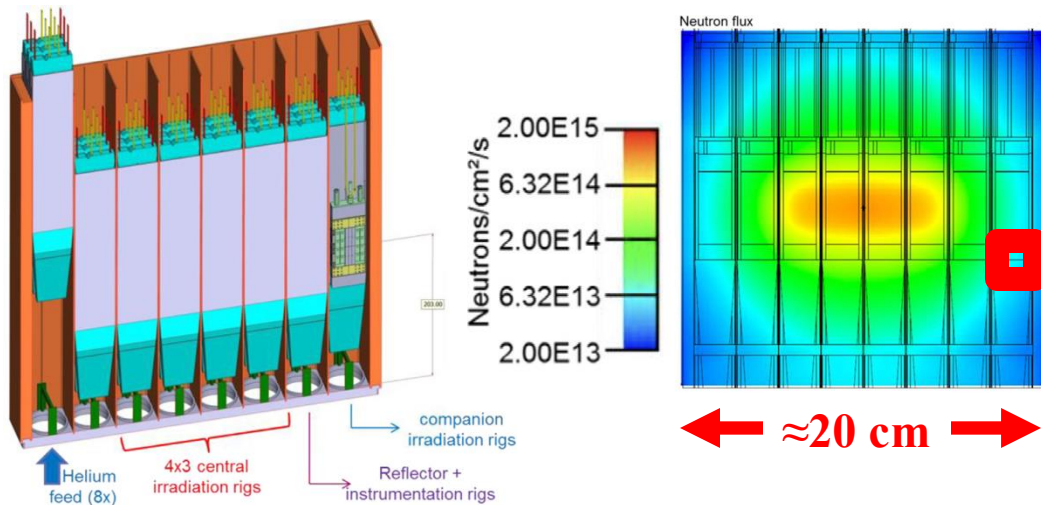 Neutron flux
2.00E15
6.32E14
2.00E14
6.32E13
2.00E13
Neutrons/cm²/s
203.00
≈20 cm
companion
irradiation rigs
4x3 central
irradiation rigs
Reflector +
instrumentation rigs
Helium
feed (8x)